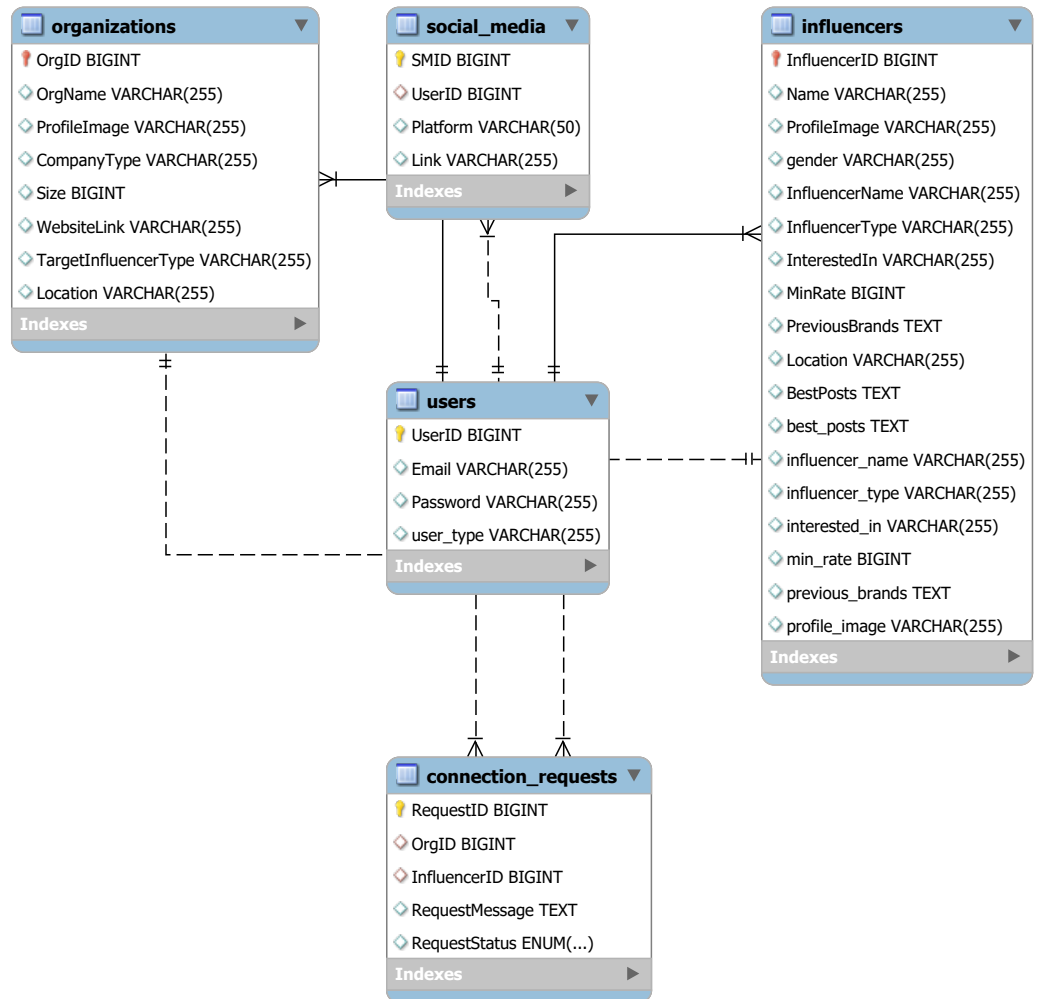 organizations
OrgID BIGINT
OrgName VARCHAR(255)
ProfileImage VARCHAR(255)
CompanyType VARCHAR(255)
Size BIGINT
WebsiteLink VARCHAR(255)
TargetInfluencerType VARCHAR(255)
Location VARCHAR(255)
Indexes
social_media
SMID BIGINT
UserID BIGINT
Platform VARCHAR(50)
Link VARCHAR(255)
Indexes
influencers
InfluencerID BIGINT
Name VARCHAR(255)
ProfileImage VARCHAR(255)
gender VARCHAR(255)
InfluencerName VARCHAR(255)
InfluencerType VARCHAR(255)
InterestedIn VARCHAR(255)
MinRate BIGINT
PreviousBrands TEXT
Location VARCHAR(255)
BestPosts TEXT
best_posts TEXT
influencer_name VARCHAR(255)
influencer_type VARCHAR(255)
interested_in VARCHAR(255)
min_rate BIGINT
previous_brands TEXT
profile_image VARCHAR(255)
Indexes
users
UserID BIGINT
Email VARCHAR(255)
Password VARCHAR(255)
user_type VARCHAR(255)
Indexes
connection_requests
RequestID BIGINT
OrgID BIGINT
InfluencerID BIGINT
RequestMessage TEXT
RequestStatus ENUM(...)
Indexes